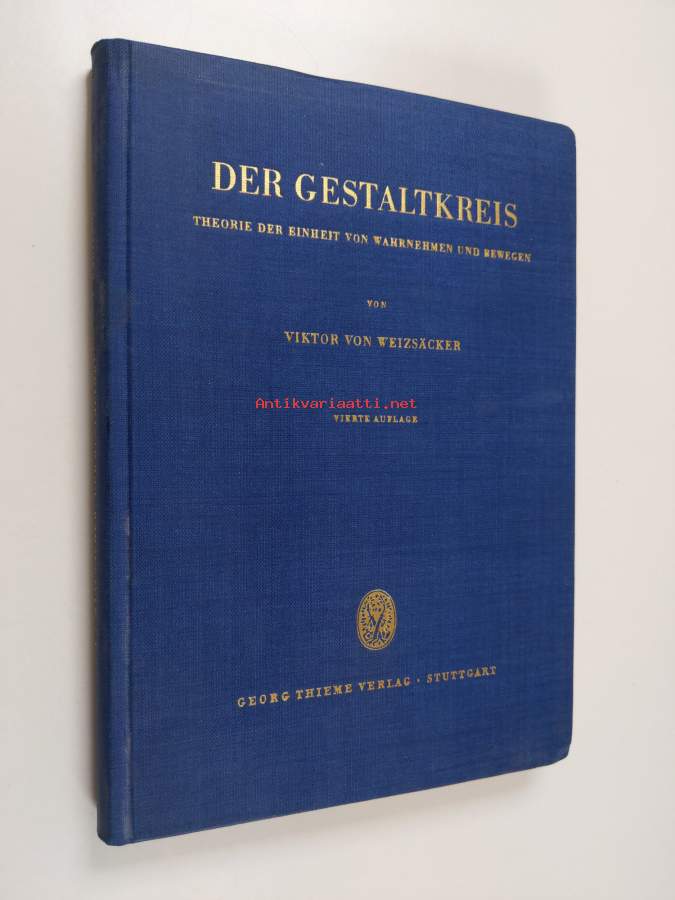 DER GESTALTKREIS
THEORIE DER EINHEIT VON WAHRNEHMEN UND BEWEGEN
VON
VIKTOR VON WEIZSÄCKER
Antikvariaatti.net
VIERTE AUFLAGE
GEORG THIEME VERLAG · STUTTGART